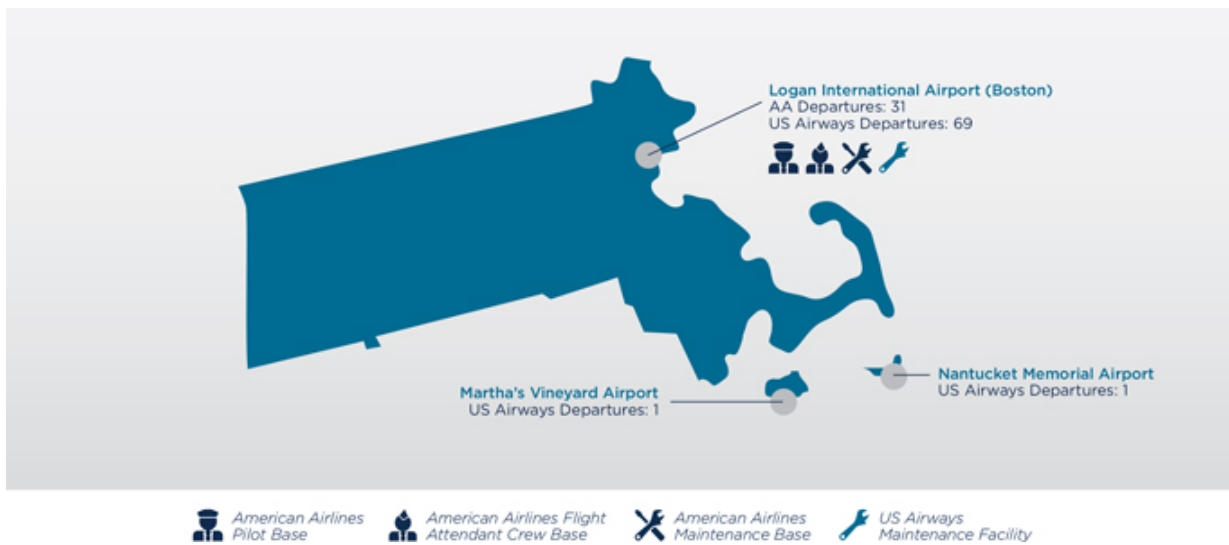 Logan International Airport (Boston)
AA Departures: 31
US Airways Departures: 69
Nantucket Memorial Airport
US Airways Departures: 1
Martha's Vineyard Airport
US Airways Departures: 1
American Airlines
Pilot Base
American Airlines Flight
Attendant Crew Base
American Airlines
Maintenance Base
US Airways
Maintenance Facility